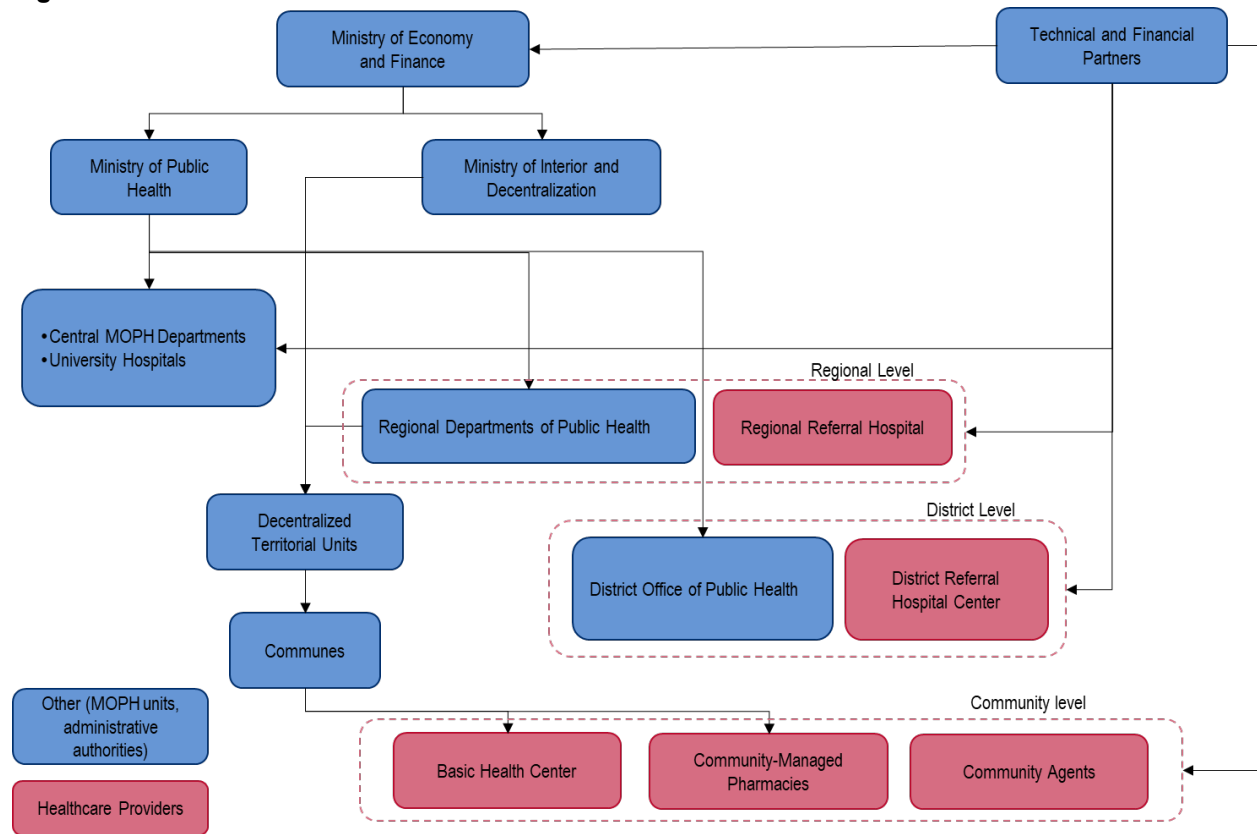 Ministry of Economy
and Finance
Technical and Financial
Partners
Ministry of Public
Health
Ministry of Interior and
Decentralization
• Central MOPH Departments
• University Hospitals
Regional Level
Regional Departments of Public Health
Regional Referral Hospital
Decentralized
Territorial Units
District Level
District Office of Public Health
District Referral
Hospital Center
Communes
Other (MOPH units,
administrative
authorities)
Community level
Basic Health Center
Community-Managed
Pharmacies
Community Agents
Healthcare Providers